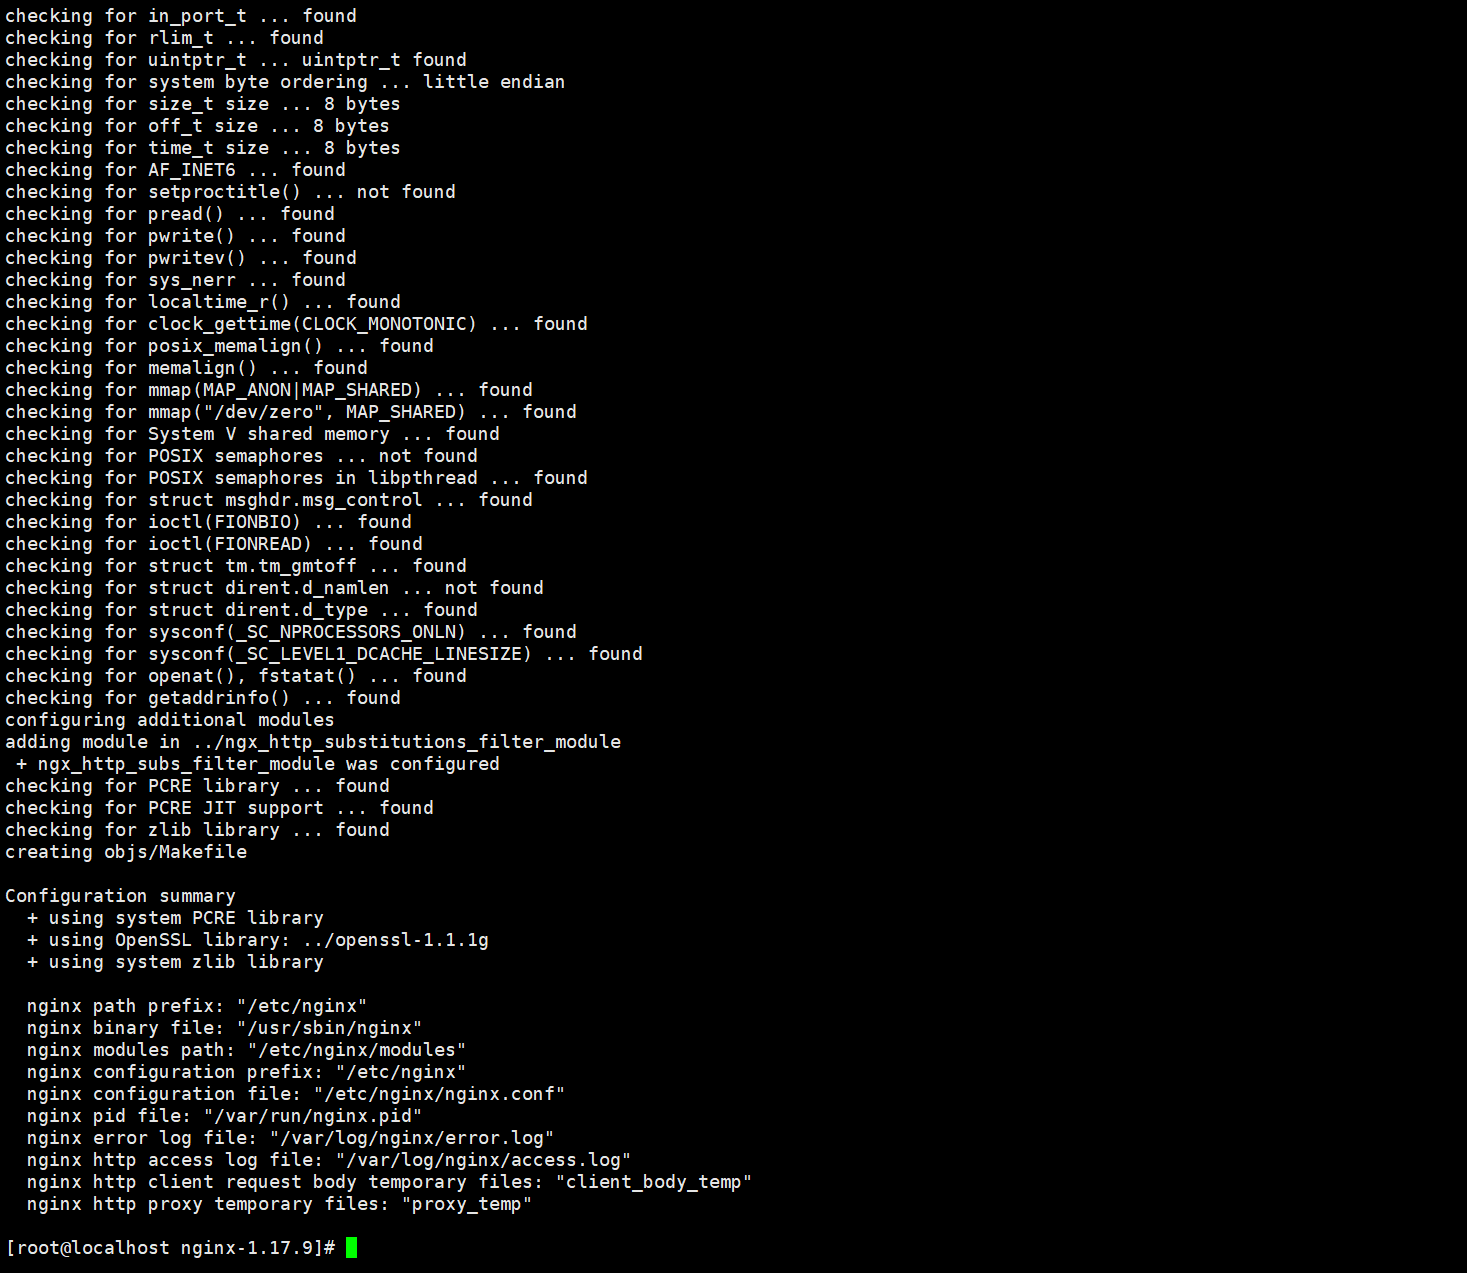 checking for in_port_t ... found
checking for rlim_t ... found
checking for uintptr_t ... uintptr_t found
checking for system byte ordering ... little endian
checking for size_t size ... 8 bytes
checking for off_t size ... 8 bytes
checking for time_t size ... 8 bytes
checking for AF_INET6 ... found
checking for setproctitle() ... not found
checking for pread() ... found
checking for pwrite() ... found
checking for pwritev() ... found
checking for sys_nerr ... found
checking for localtime_r() ... found
checking for clock_gettime(CLOCK_MONOTONIC) ... found
checking for posix_memalign() ... found
checking for memalign() ... found
checking for mmap(MAP_ANON|MAP_SHARED) ... found
checking for mmap("/dev/zero", MAP_SHARED) ... found
checking for System V shared memory ... found
checking for POSIX semaphores ... not found
checking for POSIX semaphores in libpthread ... found
checking for struct msghdr.msg_control ... found
checking for ioctl(FIONBIO) ... found
checking for ioctl(FIONREAD) ... found
checking for struct tm.tm_gmtoff ... found
checking for struct dirent.d_namlen ... not found
checking for struct dirent.d_type ... found
checking for sysconf(_SC_NPROCESSORS_ONLN) ... found
checking for sysconf(_SC_LEVEL1_DCACHE_LINESIZE) ... found
checking for openat(), fstatat() ... found
checking for getaddrinfo() ... found
configuring additional modules
adding module in ../ngx_http_substitutions_filter_module
 + ngx_http_subs_filter_module was configured
checking for PCRE library ... found
checking for PCRE JIT support ... found
checking for zlib library ... found
creating objs/Makefile

Configuration summary
  + using system PCRE library
  + using OpenSSL library: ../openssl-1.1.1g
  + using system zlib library

  nginx path prefix: "/etc/nginx"
  nginx binary file: "/usr/sbin/nginx"
  nginx modules path: "/etc/nginx/modules"
  nginx configuration prefix: "/etc/nginx"
  nginx configuration file: "/etc/nginx/nginx.conf"
  nginx pid file: "/var/run/nginx.pid"
  nginx error log file: "/var/log/nginx/error.log"
  nginx http access log file: "/var/log/nginx/access.log"
  nginx http client request body temporary files: "client_body_temp"
  nginx http proxy temporary files: "proxy_temp"

[root@localhost nginx-1.17.9]#